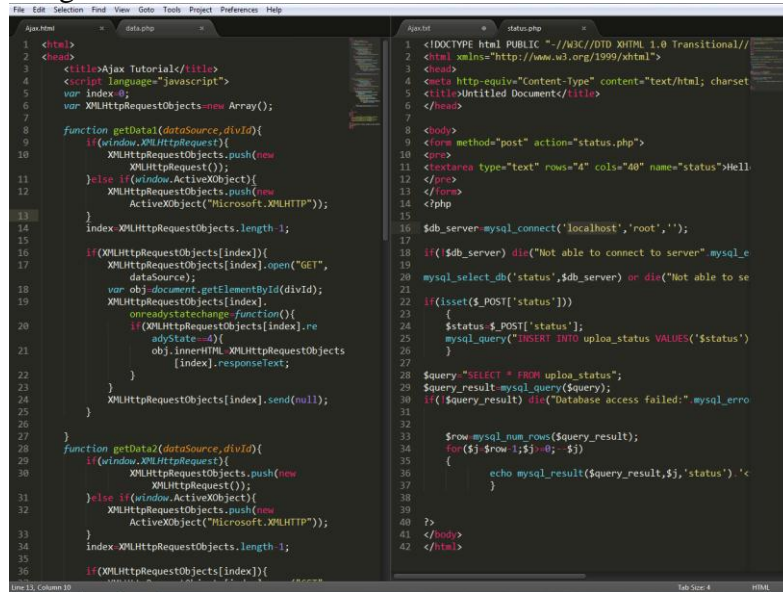 File Edit Selection Find View Goto Tools Project Preferences Help
Ajax.html × data.php ×
1 <html>
2 <head>
3 <title>Ajax Tutorial</title>
4 <script language="javascript">
5 var index=0;
6 var XMLHttpRequestObjects=new Array();
7
8 function getData1(dataSource,divId){
9 if(window.XMLHttpRequest){
10 XMLHttpRequestObjects.push(new
XMLHttpRequest());
11 }else if(window.ActiveXObject){
12 XMLHttpRequestObjects.push(new
ActiveXObject("Microsoft.XMLHTTP"));
13 }
14 index=XMLHttpRequestObjects.length-1;
15
16 if(XMLHttpRequestObjects[index]){
17 XMLHttpRequestObjects[index].open("GET",
dataSource);
18 var obj=document.getElementById(divId);
19 XMLHttpRequestObjects[index].
onreadystatechange=function(){
20 if(XMLHttpRequestObjects[index].re
adyState==4){
21 obj.innerHTML=XMLHttpRequestObjects
[index].responseText;
22 }
23 }
24 XMLHttpRequestObjects[index].send(null);
25 }
26
27 }
28 function getData2(dataSource,divId){
29 if(window.XMLHttpRequest){
30 XMLHttpRequestObjects.push(new
XMLHttpRequest());
31 }else if(window.ActiveXObject){
32 XMLHttpRequestObjects.push(new
ActiveXObject("Microsoft.XMLHTTP"));
33 }
34 index=XMLHttpRequestObjects.length-1;
35
36 if(XMLHttpRequestObjects[index]){
Ajax.txt status.php ×
1 <!DOCTYPE html PUBLIC "-//W3C//DTD XHTML 1.0 Transitional//
2 <html xmlns="http://www.w3.org/1999/xhtml">
3 <head>
4 <meta http-equiv="Content-Type" content="text/html; charset
5 <title>Untitled Document</title>
6 </head>
7
8 <body>
9 <form method="post" action="status.php">
10 <pre>
11 <textarea type="text" rows="4" cols="40" name="status">Hell
12 </pre>
13 </form>
14 <?php
15
16 $db_server=mysql_connect('localhost','root','');
17
18 if(!$db_server) die("Not able to connect to server".mysql_e
19
20 mysql_select_db('status',$db_server) or die("Not able to se
21
22 if(isset($_POST['status']))
23 {
24 $status=$_POST['status'];
25 mysql_query("INSERT INTO uploa_status VALUES('$status')
26 }
27
28 $query="SELECT * FROM uploa_status";
29 $query_result=mysql_query($query);
30 if(!$query_result) die("Database access failed:".mysql_erro
31
32
33 $row=mysql_num_rows($query_result);
34 for($j=$row-1;$j>=0;--$j)
35 {
36 echo mysql_result($query_result,$j,'status').'<
37 }
38
39
40 ?>
41 </body>
42 </html>
Line 13, Column 10 Tab Size: 4 HTML